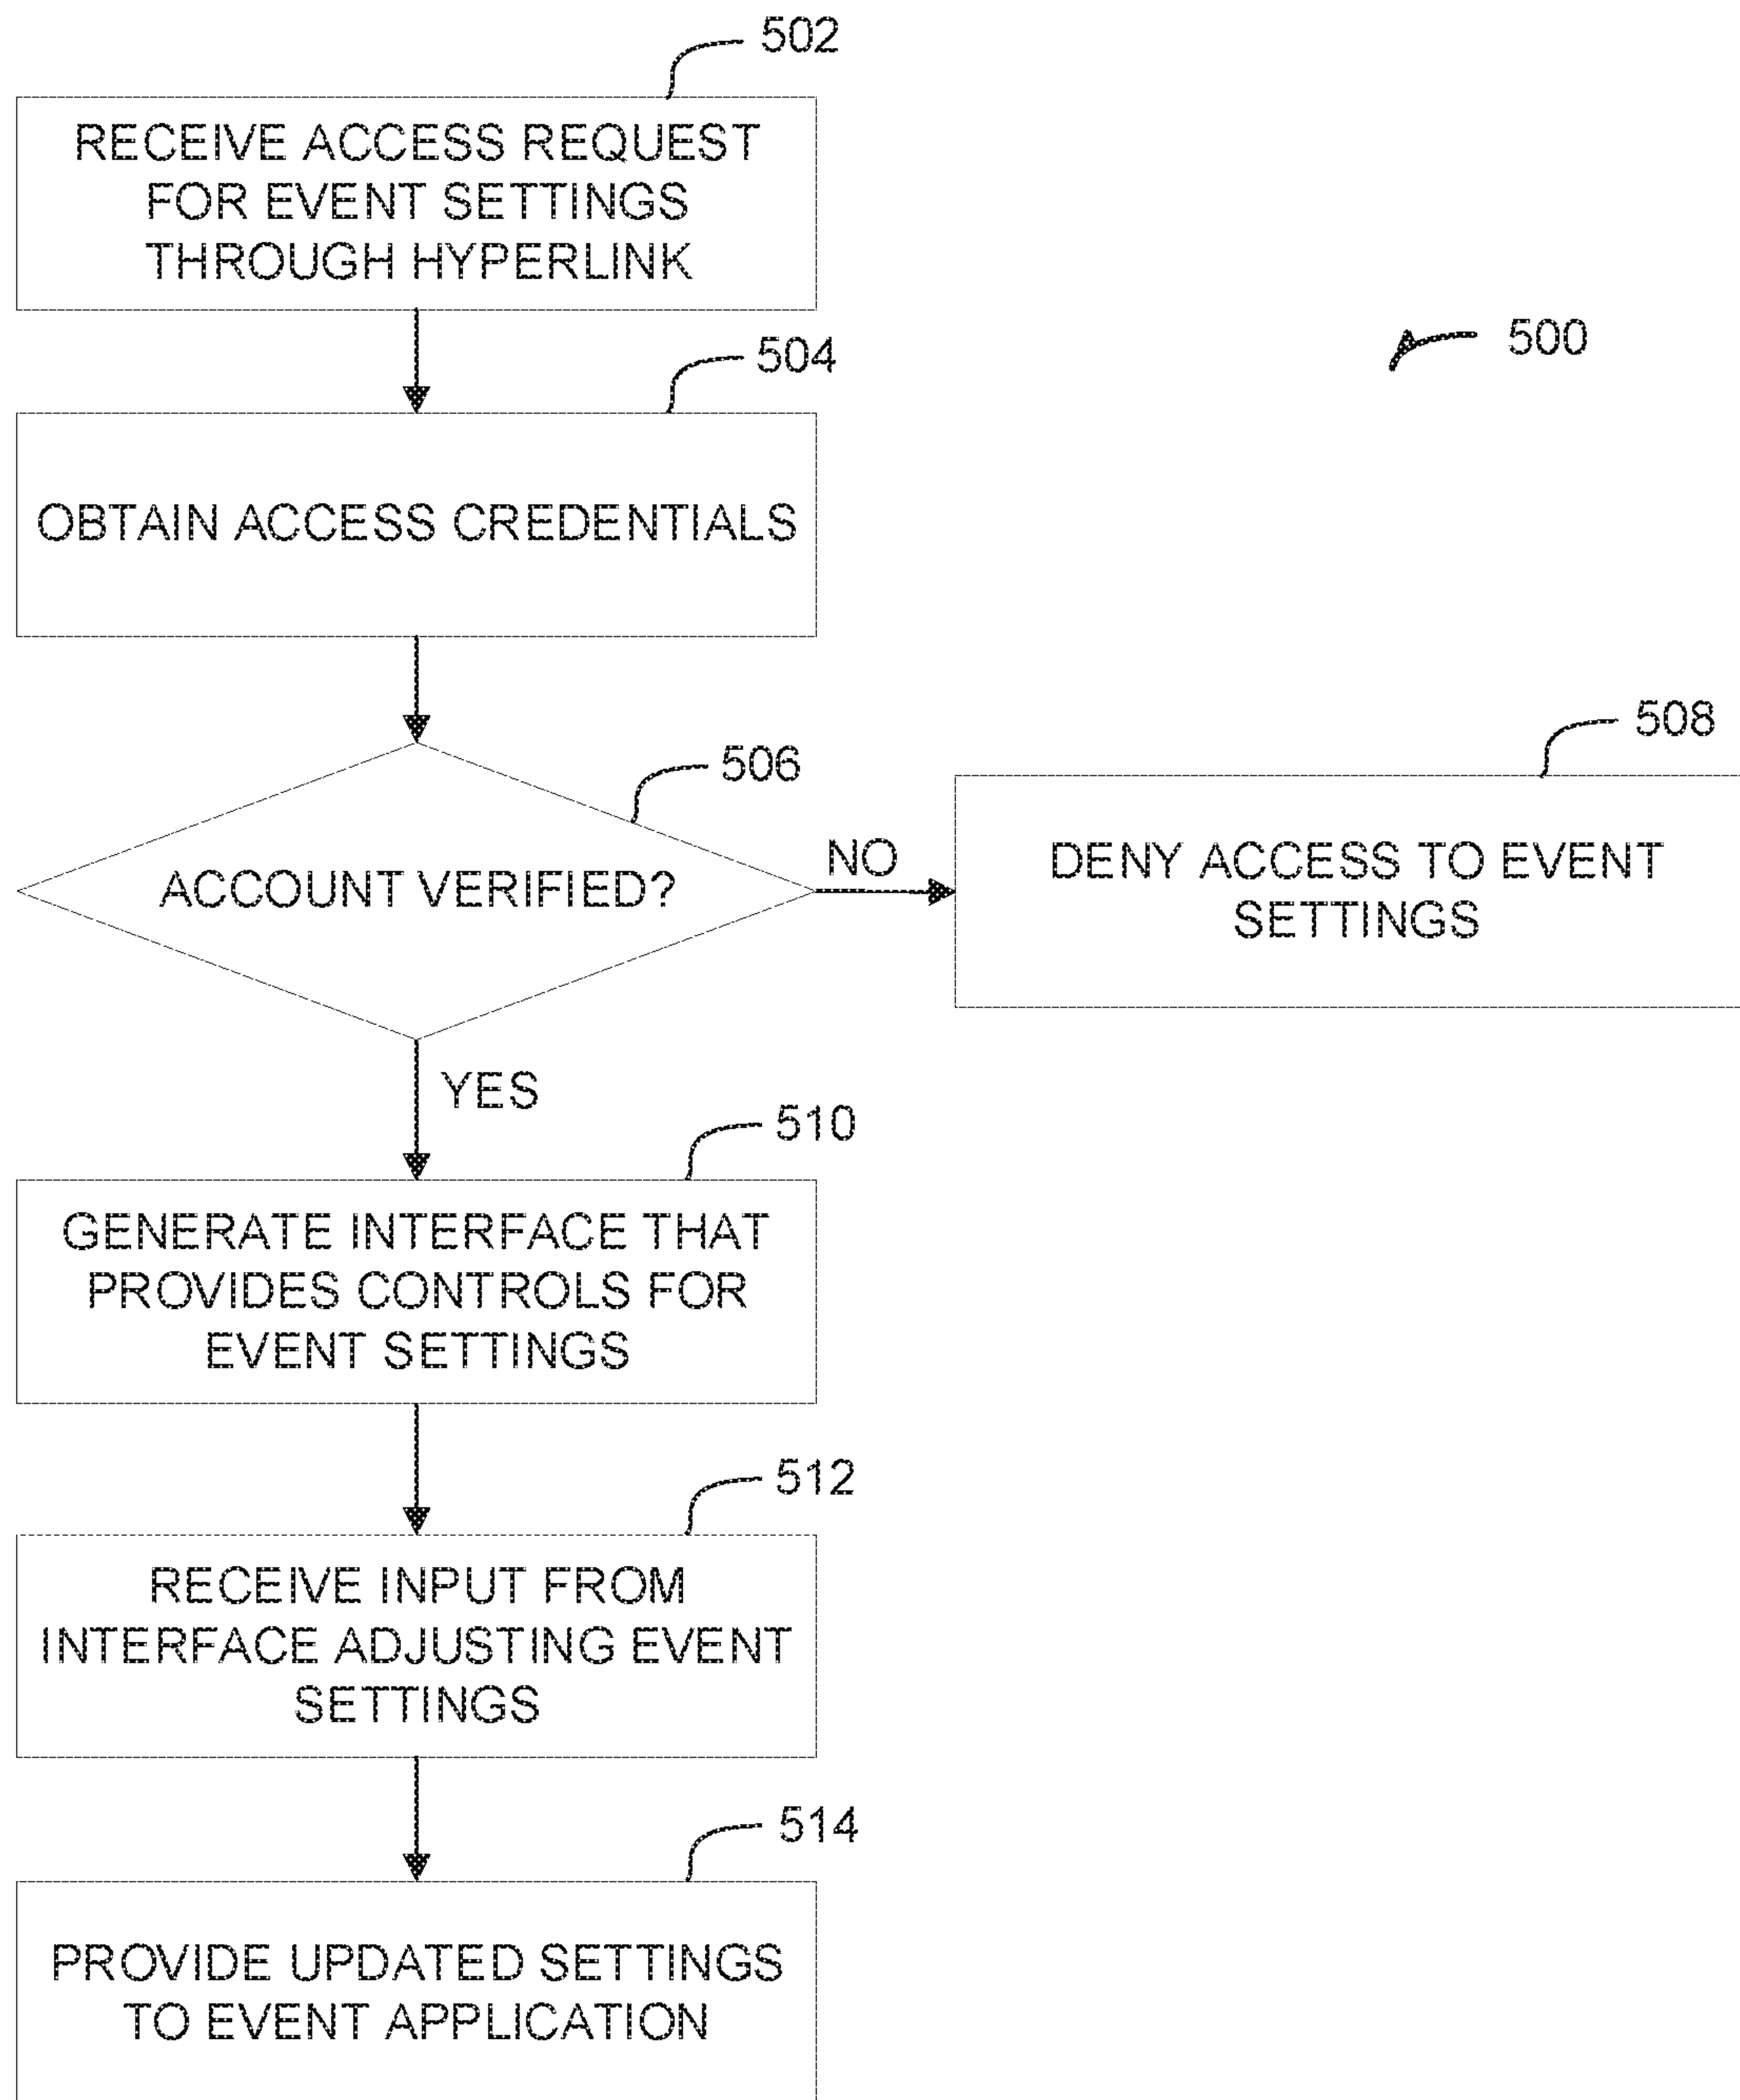 502
RECEIVE ACCESS REQUEST
FOR EVENT SETTINGS
THROUGH HYPERLINK
500
504
OBTAIN ACCESS CREDENTIALS
506
ACCOUNT VERIFIED?
NO
508
DENY ACCESS TO EVENT
SETTINGS
YES
510
GENERATE INTERFACE THAT
PROVIDES CONTROLS FOR
EVENT SETTINGS
512
RECEIVE INPUT FROM
INTERFACE ADJUSTING EVENT
SETTINGS
514
PROVIDE UPDATED SETTINGS
TO EVENT APPLICATION